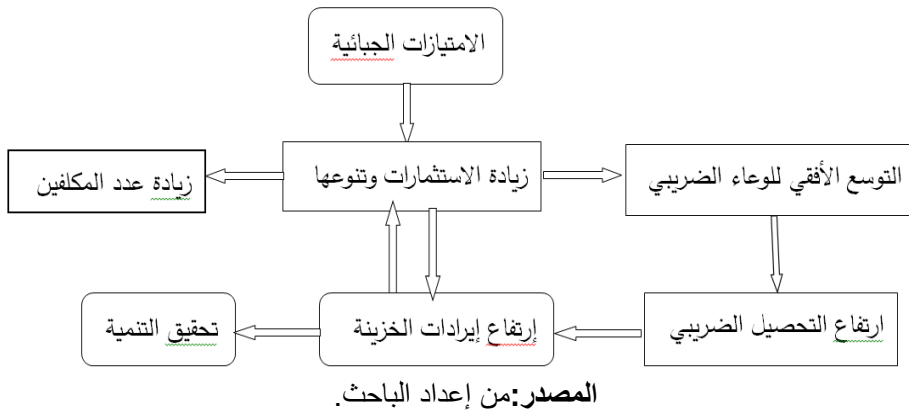 الامتيازات الجبائية
التوسع الأفقي للوعاء الضريبي
زيادة الاستثمارات وتنوعها
زيادة عدد المكلفين
ارتفاع التحصيل الضريبي
إرتفاع إيرادات الخزينة
تحقيق التنمية
المصدر:من إعداد الباحث.